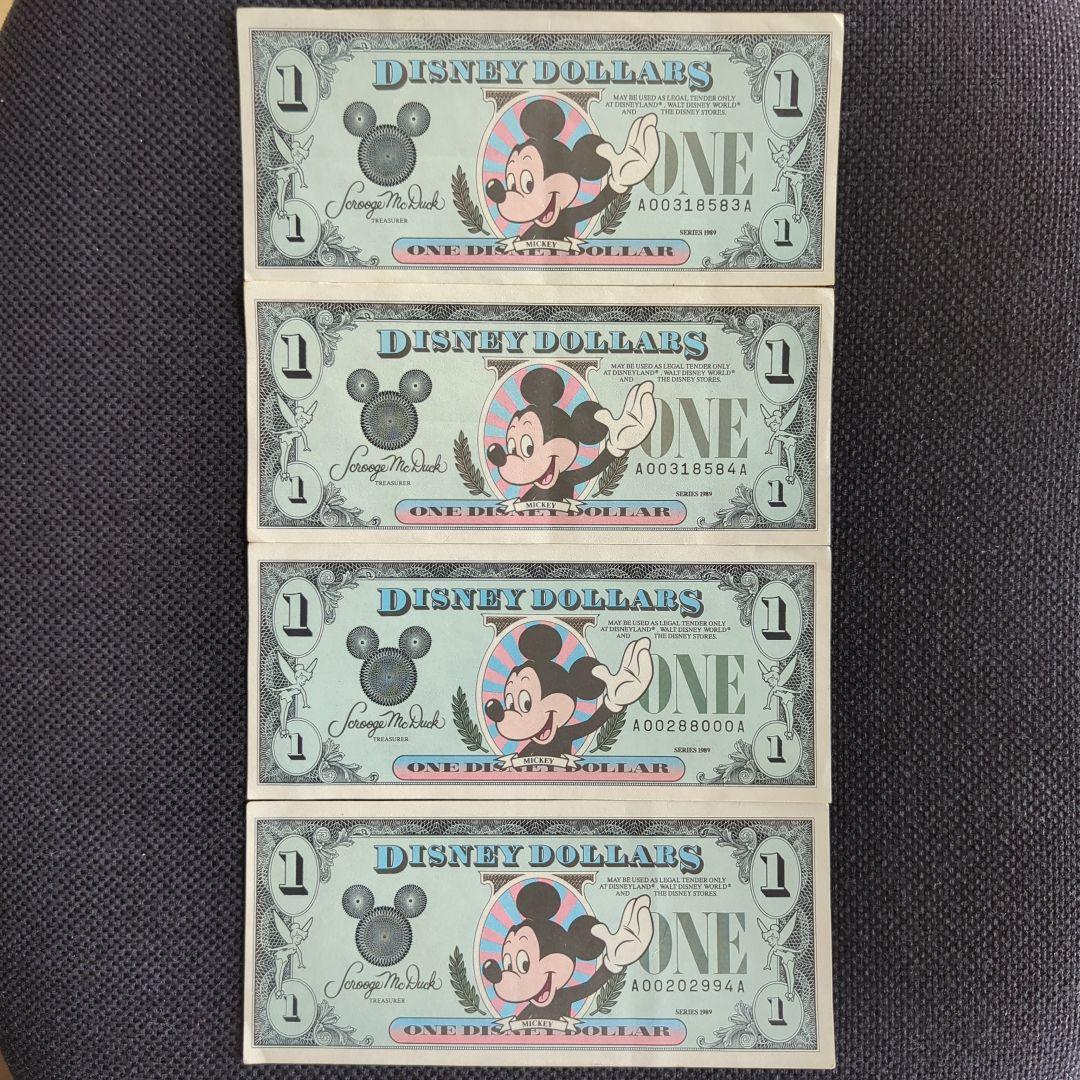 1 DISNEY DOLLARS 1
MAY BE USED AS LEGAL TENDER ONLY
AT DISNEYLAND®, WALT DISNEY WORLD®
AND THE DISNEY STORES.
ONE
A00318583A
Scrooge McDuck
TREASURER
SERIES 1989
1 MICKEY 1
ONE DISNEY DOLLAR
1 DISNEY DOLLARS 1
MAY BE USED AS LEGAL TENDER ONLY
AT DISNEYLAND®, WALT DISNEY WORLD®
AND THE DISNEY STORES.
ONE
A00318584A
Scrooge McDuck
TREASURER
SERIES 1989
1 MICKEY 1
ONE DISNEY DOLLAR
1 DISNEY DOLLARS 1
MAY BE USED AS LEGAL TENDER ONLY
AT DISNEYLAND®, WALT DISNEY WORLD®
AND THE DISNEY STORES.
ONE
A00288000A
Scrooge McDuck
TREASURER
SERIES 1989
1 MICKEY 1
ONE DISNEY DOLLAR
1 DISNEY DOLLARS 1
MAY BE USED AS LEGAL TENDER ONLY
AT DISNEYLAND®, WALT DISNEY WORLD®
AND THE DISNEY STORES.
ONE
A00202994A
Scrooge McDuck
TREASURER
SERIES 1989
1 MICKEY 1
ONE DISNEY DOLLAR